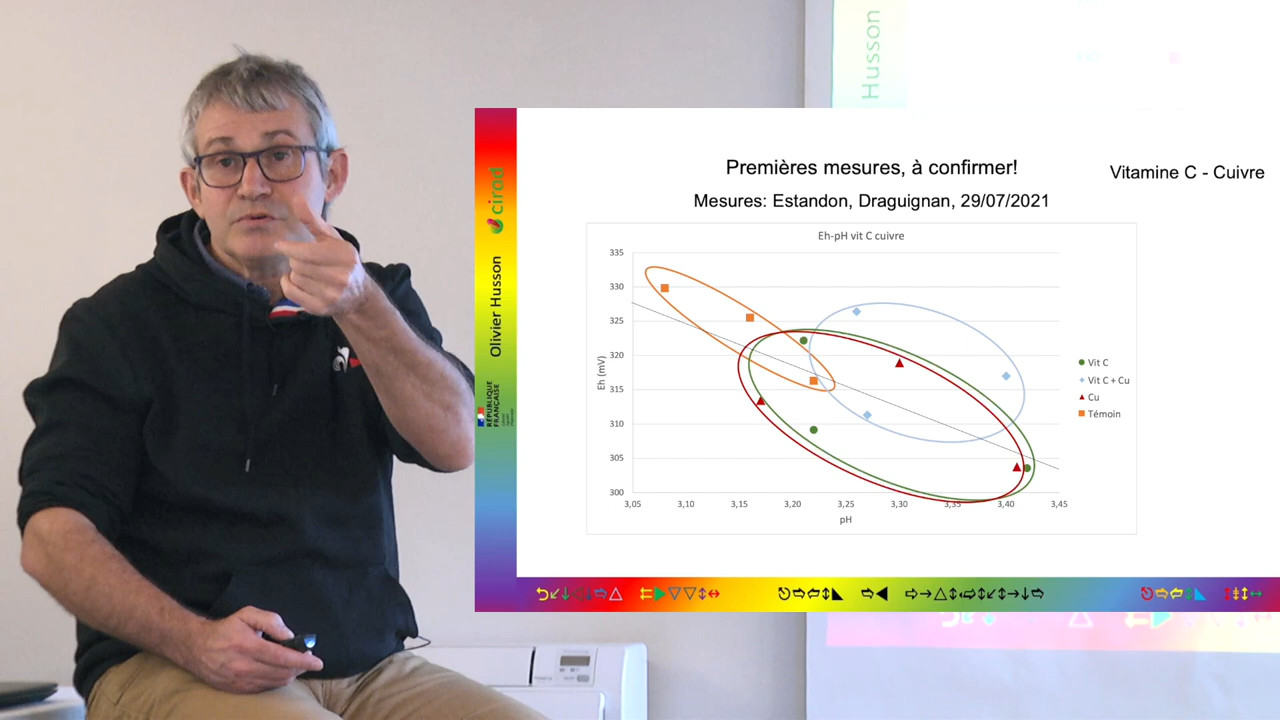 Husson
Premières mesures, à confirmer!
Vitamine C - Cuivre
Mesures: Estandon, Draguignan, 29/07/2021
cirad
Olivier Husson
RÉPUBLIQUE
FRANÇAISE
Eh-pH vit C cuivre
335
330
325
320
315
310
305
300
Eh (mV)
3,05
3,10
3,15
3,20
3,25
3,30
3,35
3,40
3,45
pH
Vit C
Vit C + Cu
Cu
Témoin